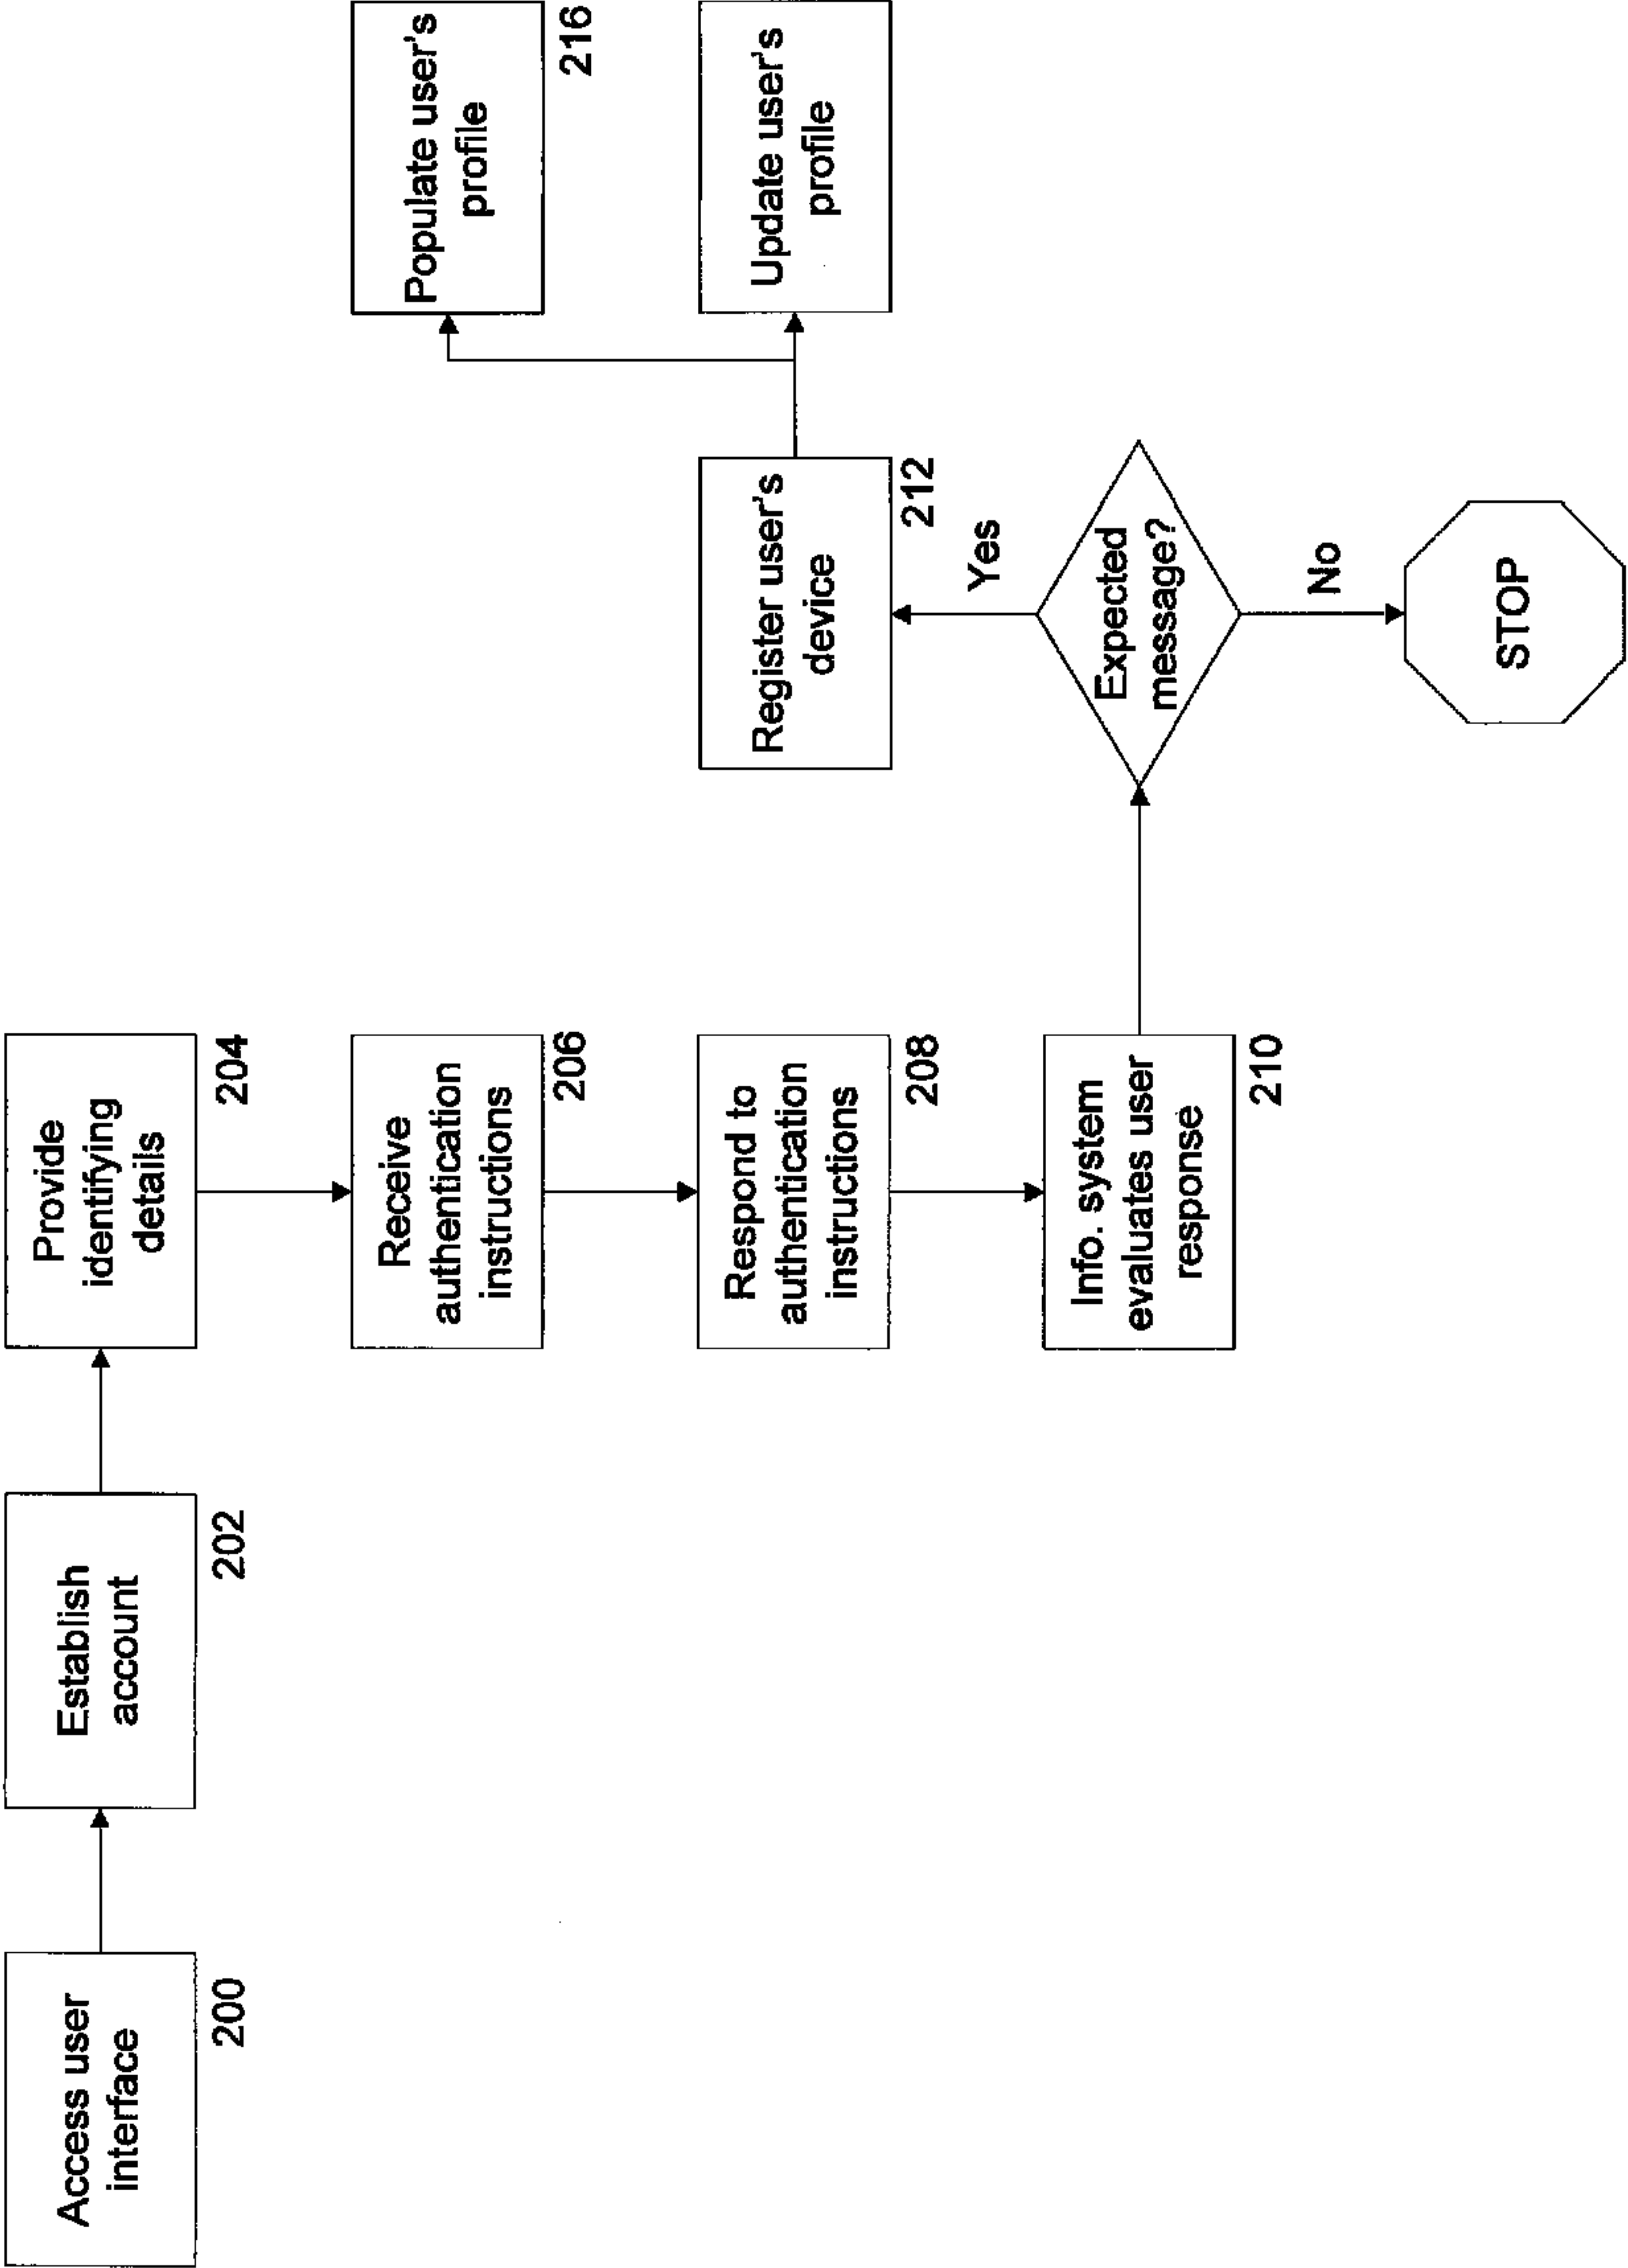 Access user
interface
200
Establish
account
202
Provide
identifying
details
204
Receive
authentication
instructions
206
Respond to
authentication
instructions
208
Info. system
evaluates user
response
210
Expected
message?
Yes
No
STOP
Register user's
device
212
Populate user's
profile
216
Update user's
profile